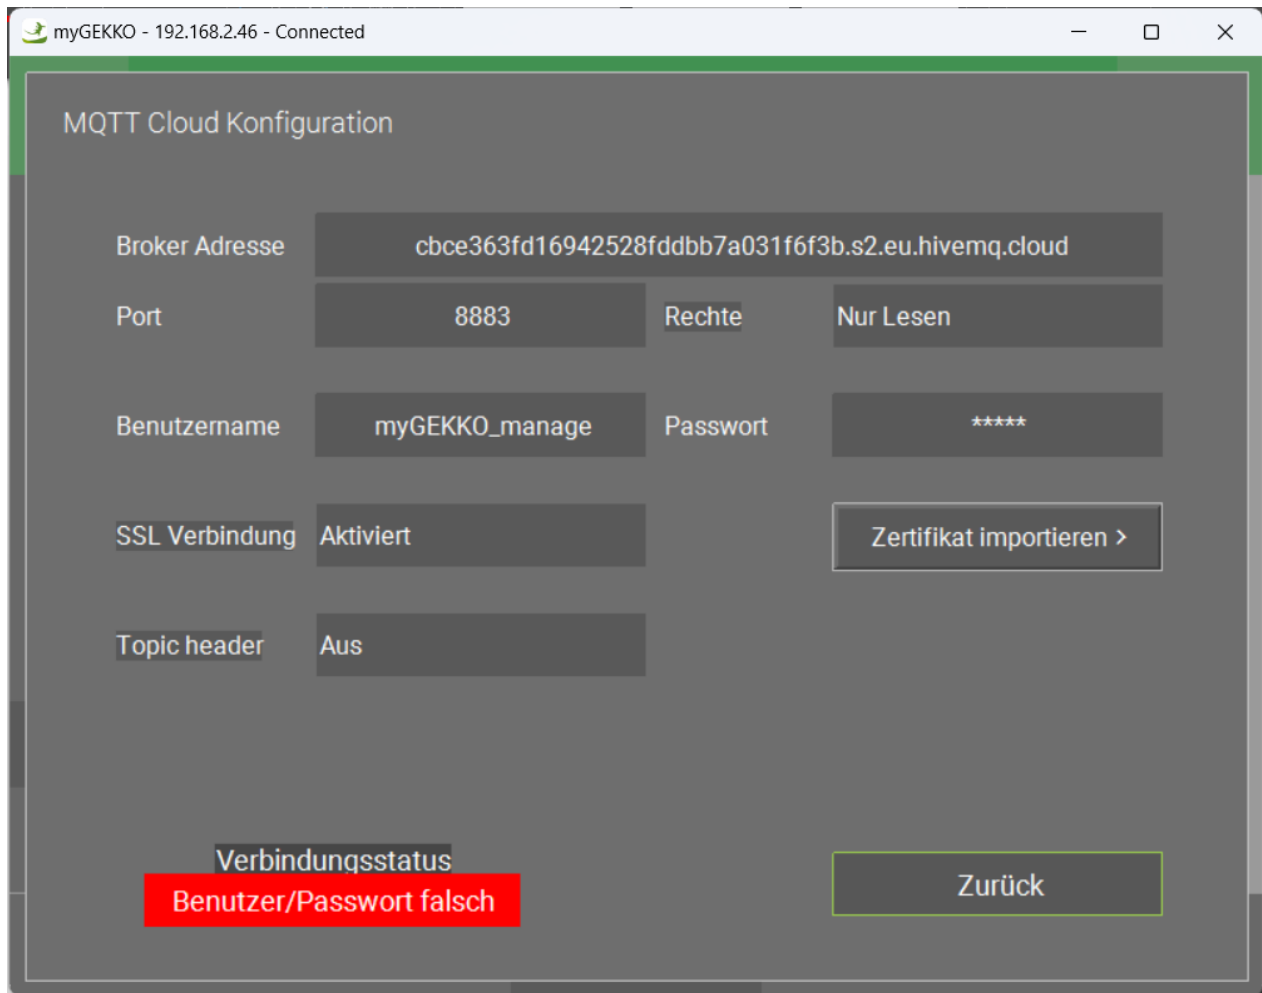 myGEKKO - 192.168.2.46 - Connected
MQTT Cloud Konfiguration
Broker Adresse cbce363fd16942528fddbb7a031f6f3b.s2.eu.hivemq.cloud
Port 8883 Rechte Nur Lesen
Benutzername myGEKKO_manage Passwort *****
SSL Verbindung Aktiviert Zertifikat importieren >
Topic header Aus
Verbindungsstatus
Benutzer/Passwort falsch
Zurück